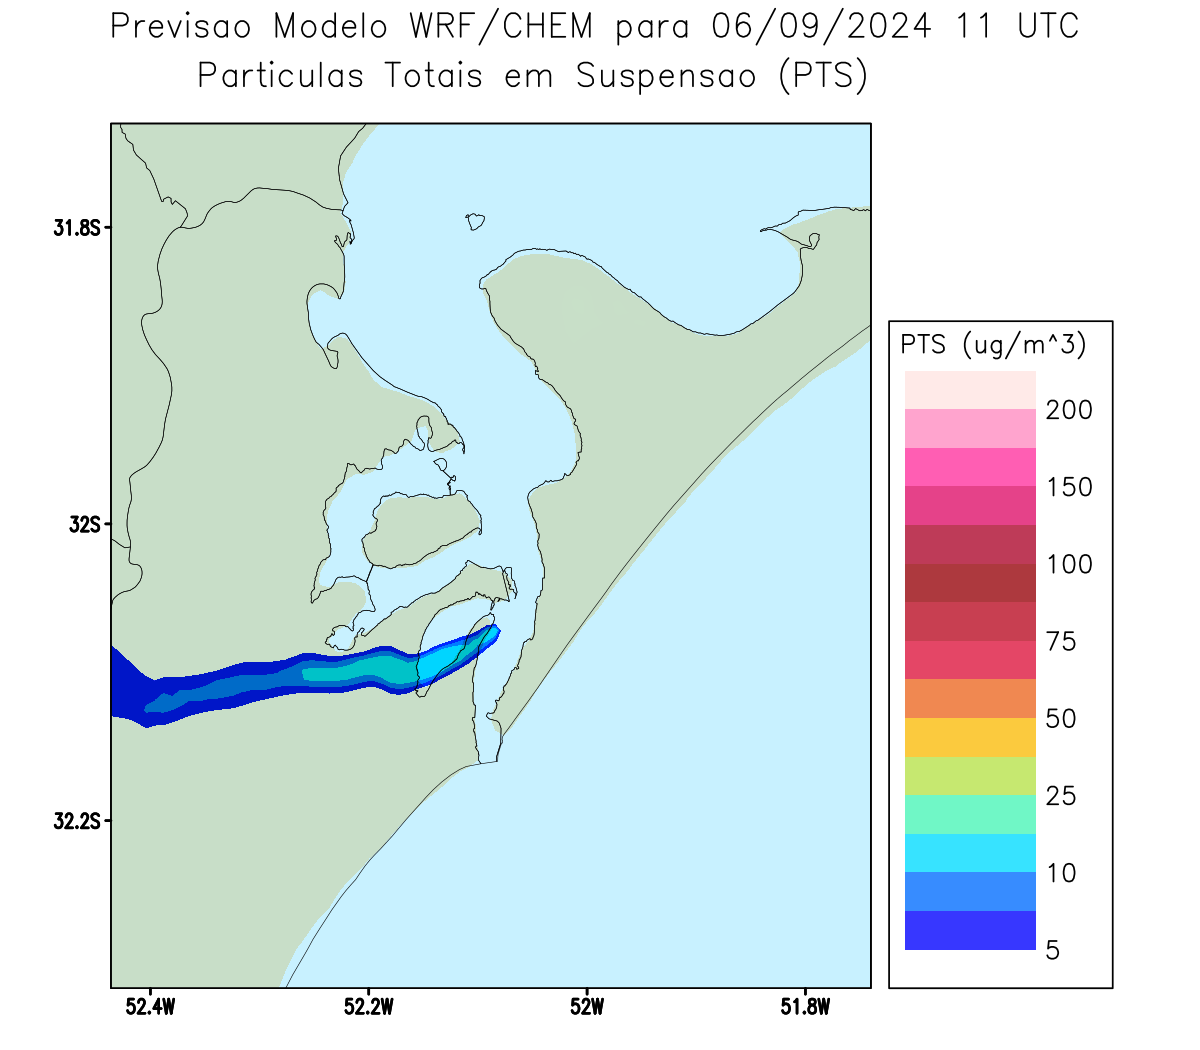 Previsao Modelo WRF/CHEM para 06/09/2024 11 UTC
Particulas Totais em Suspensao (PTS)
31.8S
32S
32.2S
52.4W
52.2W
52W
51.8W
PTS (ug/m^3)
200
150
100
75
50
25
10
5